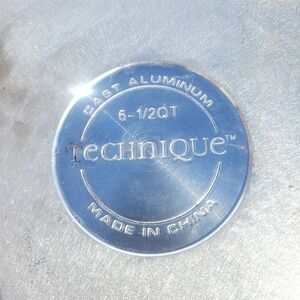 CAST ALUMINUM
6-1/2QT
TECHNIQUE™
MADE IN CHINA